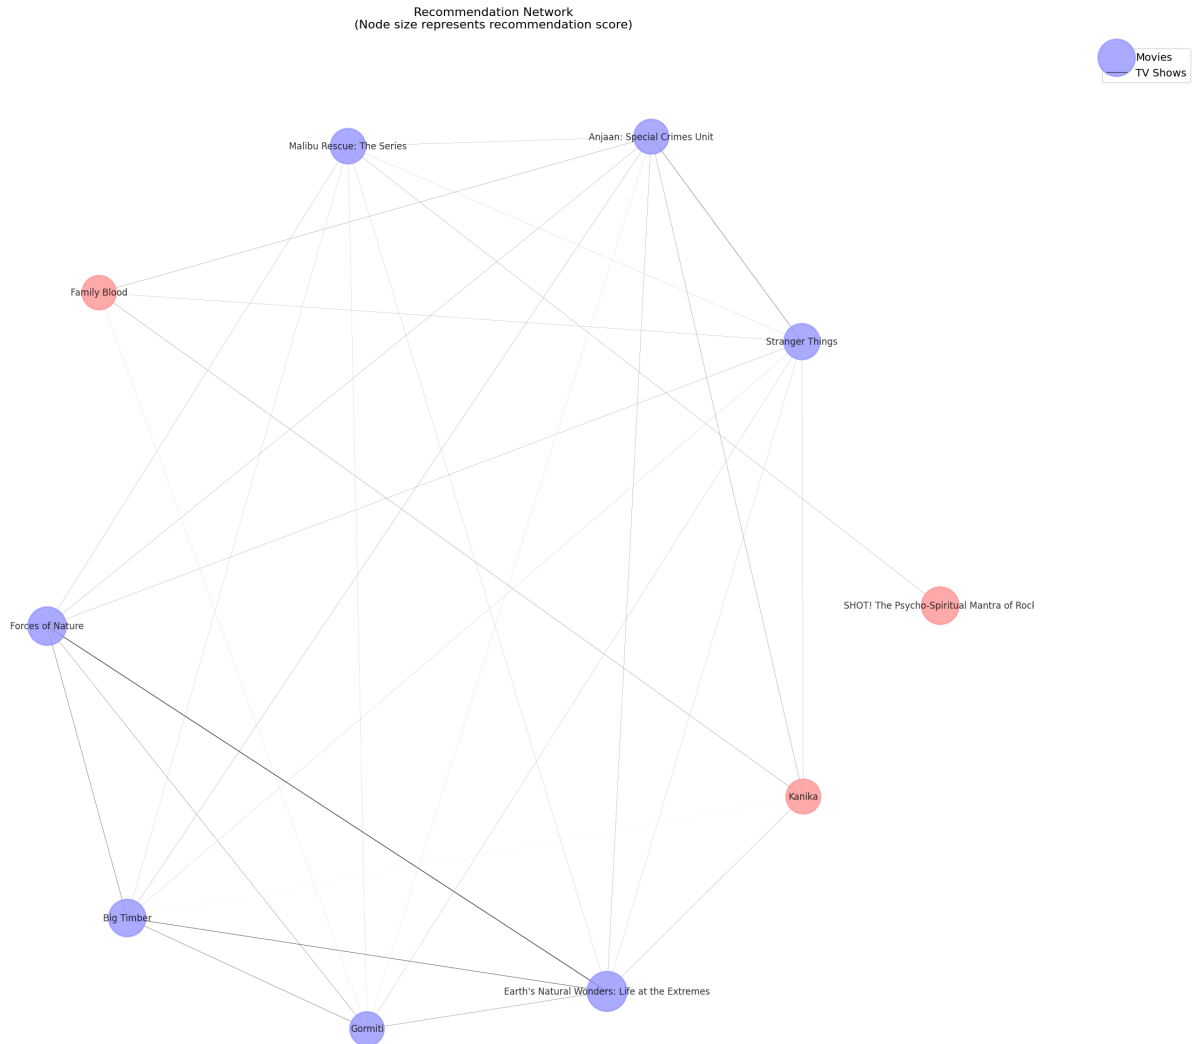 Recommendation Network
(Node size represents recommendation score)
Movies
TV Shows
Malibu Rescue: The Series
Anjaan: Special Crimes Unit
Family Blood
Stranger Things
SHOT! The Psycho-Spiritual Mantra of Rock
Forces of Nature
Kanika
Big Timber
Earth's Natural Wonders: Life at the Extremes
Gormiti